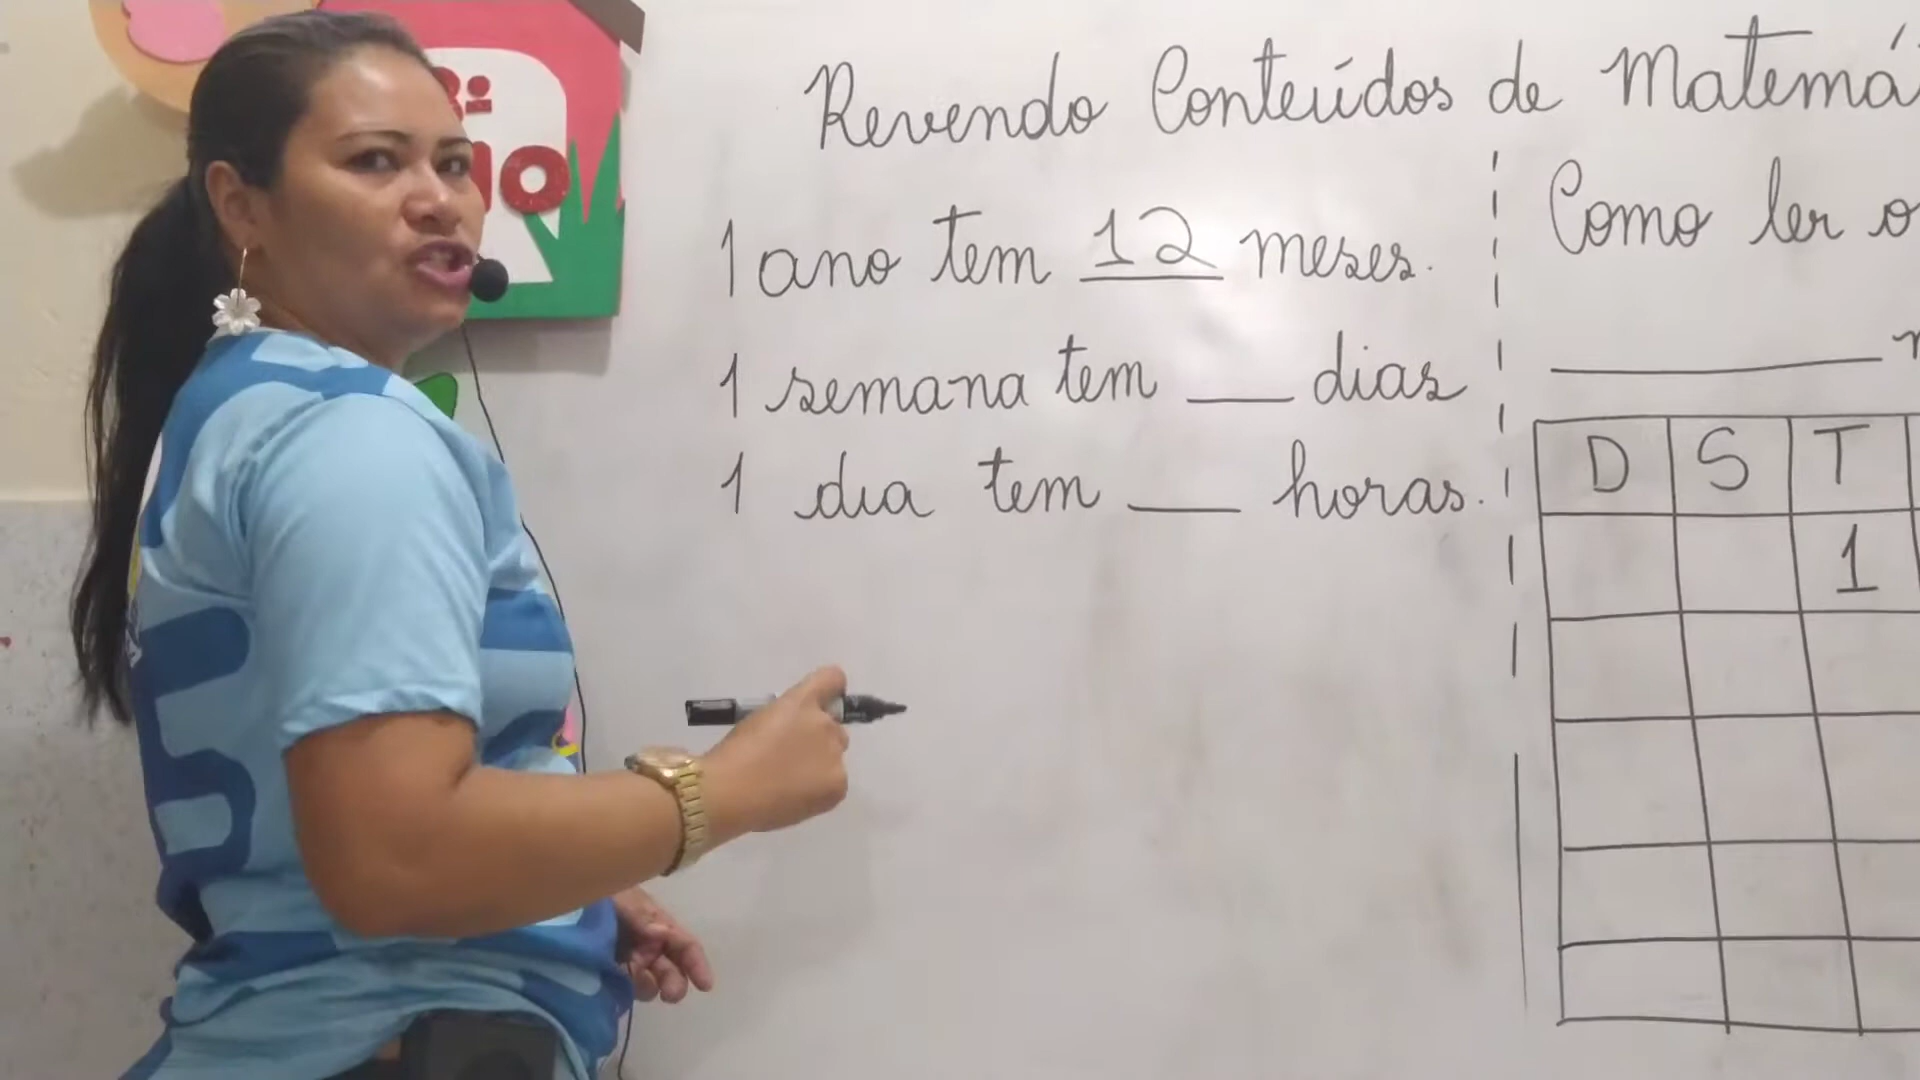 Revendo Conteúdos de Matemá
1 ano tem 12 meses.
1 semana tem ___ dias
1 dia tem ___ horas.
Como ler o
D S T
1